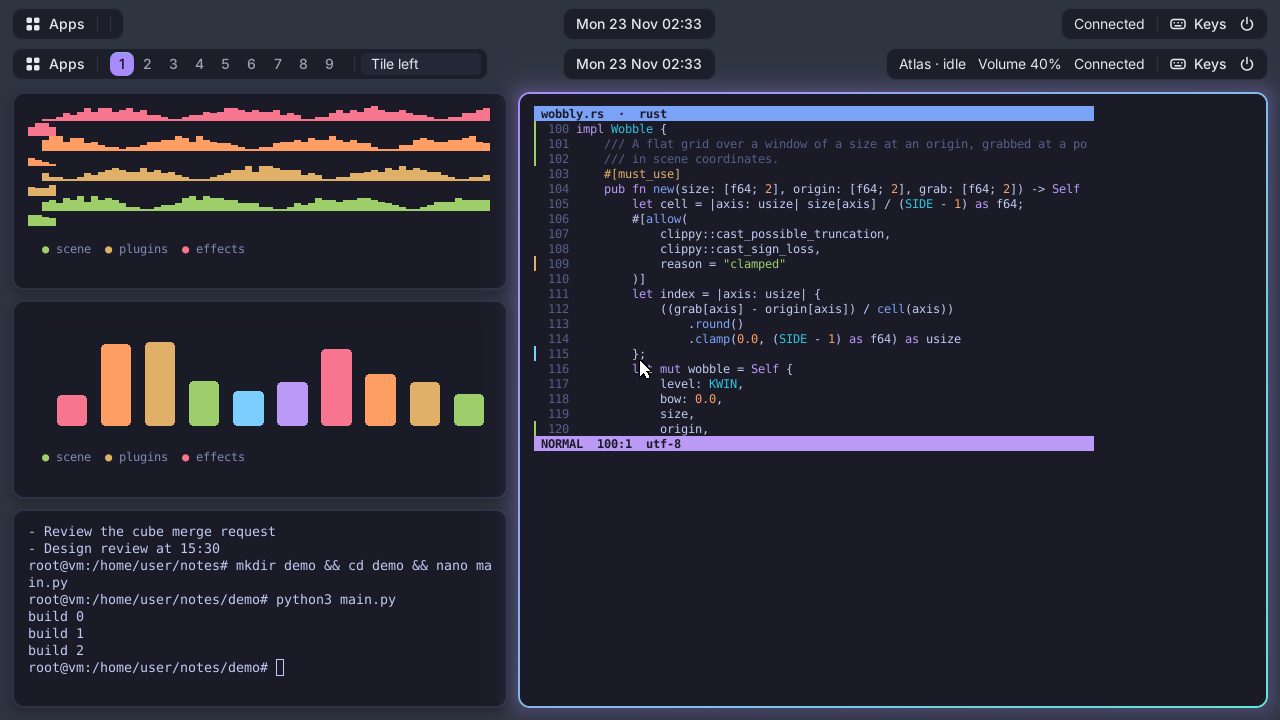 Apps
Mon 23 Nov 02:33
Connected
Keys
Apps
1 2 3 4 5 6 7 8 9
Tile left
Mon 23 Nov 02:33
Atlas · idle
Volume 40%
Connected
Keys
● scene ● plugins ● effects
● scene ● plugins ● effects
- Review the cube merge request
- Design review at 15:30
root@vm:/home/user/notes# mkdir demo && cd demo && nano ma
in.py
root@vm:/home/user/notes/demo# python3 main.py
build 0
build 1
build 2
root@vm:/home/user/notes/demo#
wobbly.rs · rust
100 impl Wobble {
101     /// A flat grid over a window of a size at an origin, grabbed at a po
102     /// in scene coordinates.
103     #[must_use]
104     pub fn new(size: [f64; 2], origin: [f64; 2], grab: [f64; 2]) -> Self
105         let cell = |axis: usize| size[axis] / (SIDE - 1) as f64;
106         #[allow(
107             clippy::cast_possible_truncation,
108             clippy::cast_sign_loss,
109             reason = "clamped"
110         )]
111         let index = |axis: usize| {
112             ((grab[axis] - origin[axis]) / cell(axis))
113                 .round()
114                 .clamp(0.0, (SIDE - 1) as f64) as usize
115         };
116         let mut wobble = Self {
117             level: KWIN,
118             bow: 0.0,
119             size,
120             origin,
NORMAL 100:1 utf-8